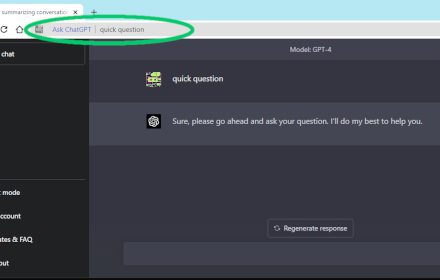 summarizing conversation
Ask ChatGPT | quick question
chat
Model: GPT-4
quick question
Sure, please go ahead and ask your question. I'll do my best to help you.
Regenerate response
t mode
ccount
ates & FAQ
out